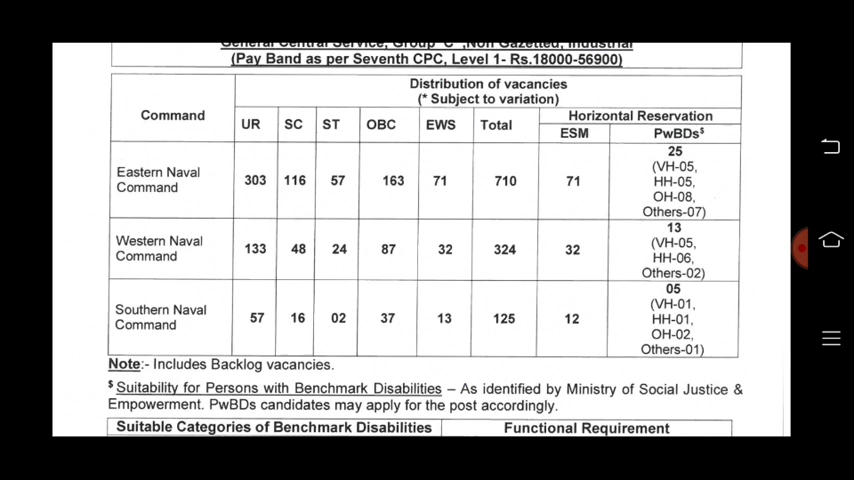 General Central Service, Group 'C', Non Gazetted, Industrial
(Pay Band as per Seventh CPC, Level 1- Rs.18000-56900)
Command
Distribution of vacancies
(* Subject to variation)
UR SC ST OBC EWS Total
Horizontal Reservation
ESM PwBDs$
Eastern Naval
Command
303 116 57 163 71 710 71
25
(VH-05,
HH-05,
OH-08,
Others-07)
Western Naval
Command
133 48 24 87 32 324 32
13
(VH-05,
HH-06,
Others-02)
Southern Naval
Command
57 16 02 37 13 125 12
05
(VH-01,
HH-01,
OH-02,
Others-01)
Note:- Includes Backlog vacancies.
$ Suitability for Persons with Benchmark Disabilities – As identified by Ministry of Social Justice &
Empowerment. PwBDs candidates may apply for the post accordingly.
Suitable Categories of Benchmark Disabilities Functional Requirement